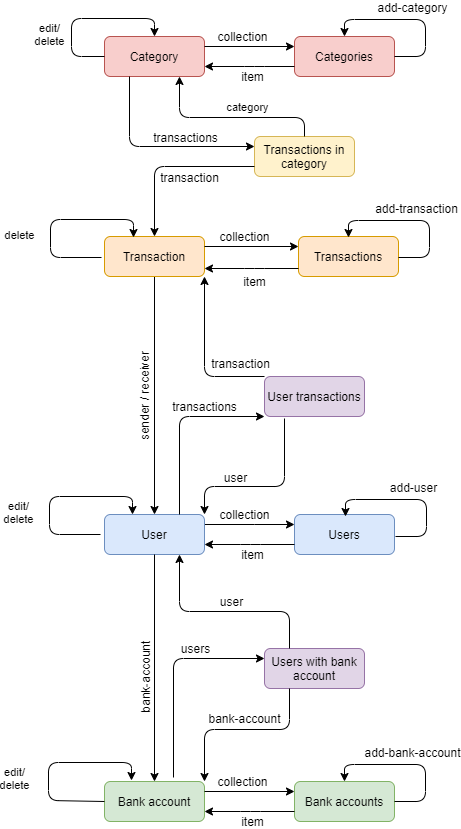 add-category
edit/
delete
collection
Category
Categories
item
category
transactions
Transactions in
category
transaction
add-transaction
delete
collection
Transaction
Transactions
item
sender / receiver
transaction
User transactions
transactions
user
add-user
edit/
delete
collection
User
Users
item
user
bank-account
users
Users with bank
account
bank-account
add-bank-account
edit/
delete
collection
Bank account
Bank accounts
item